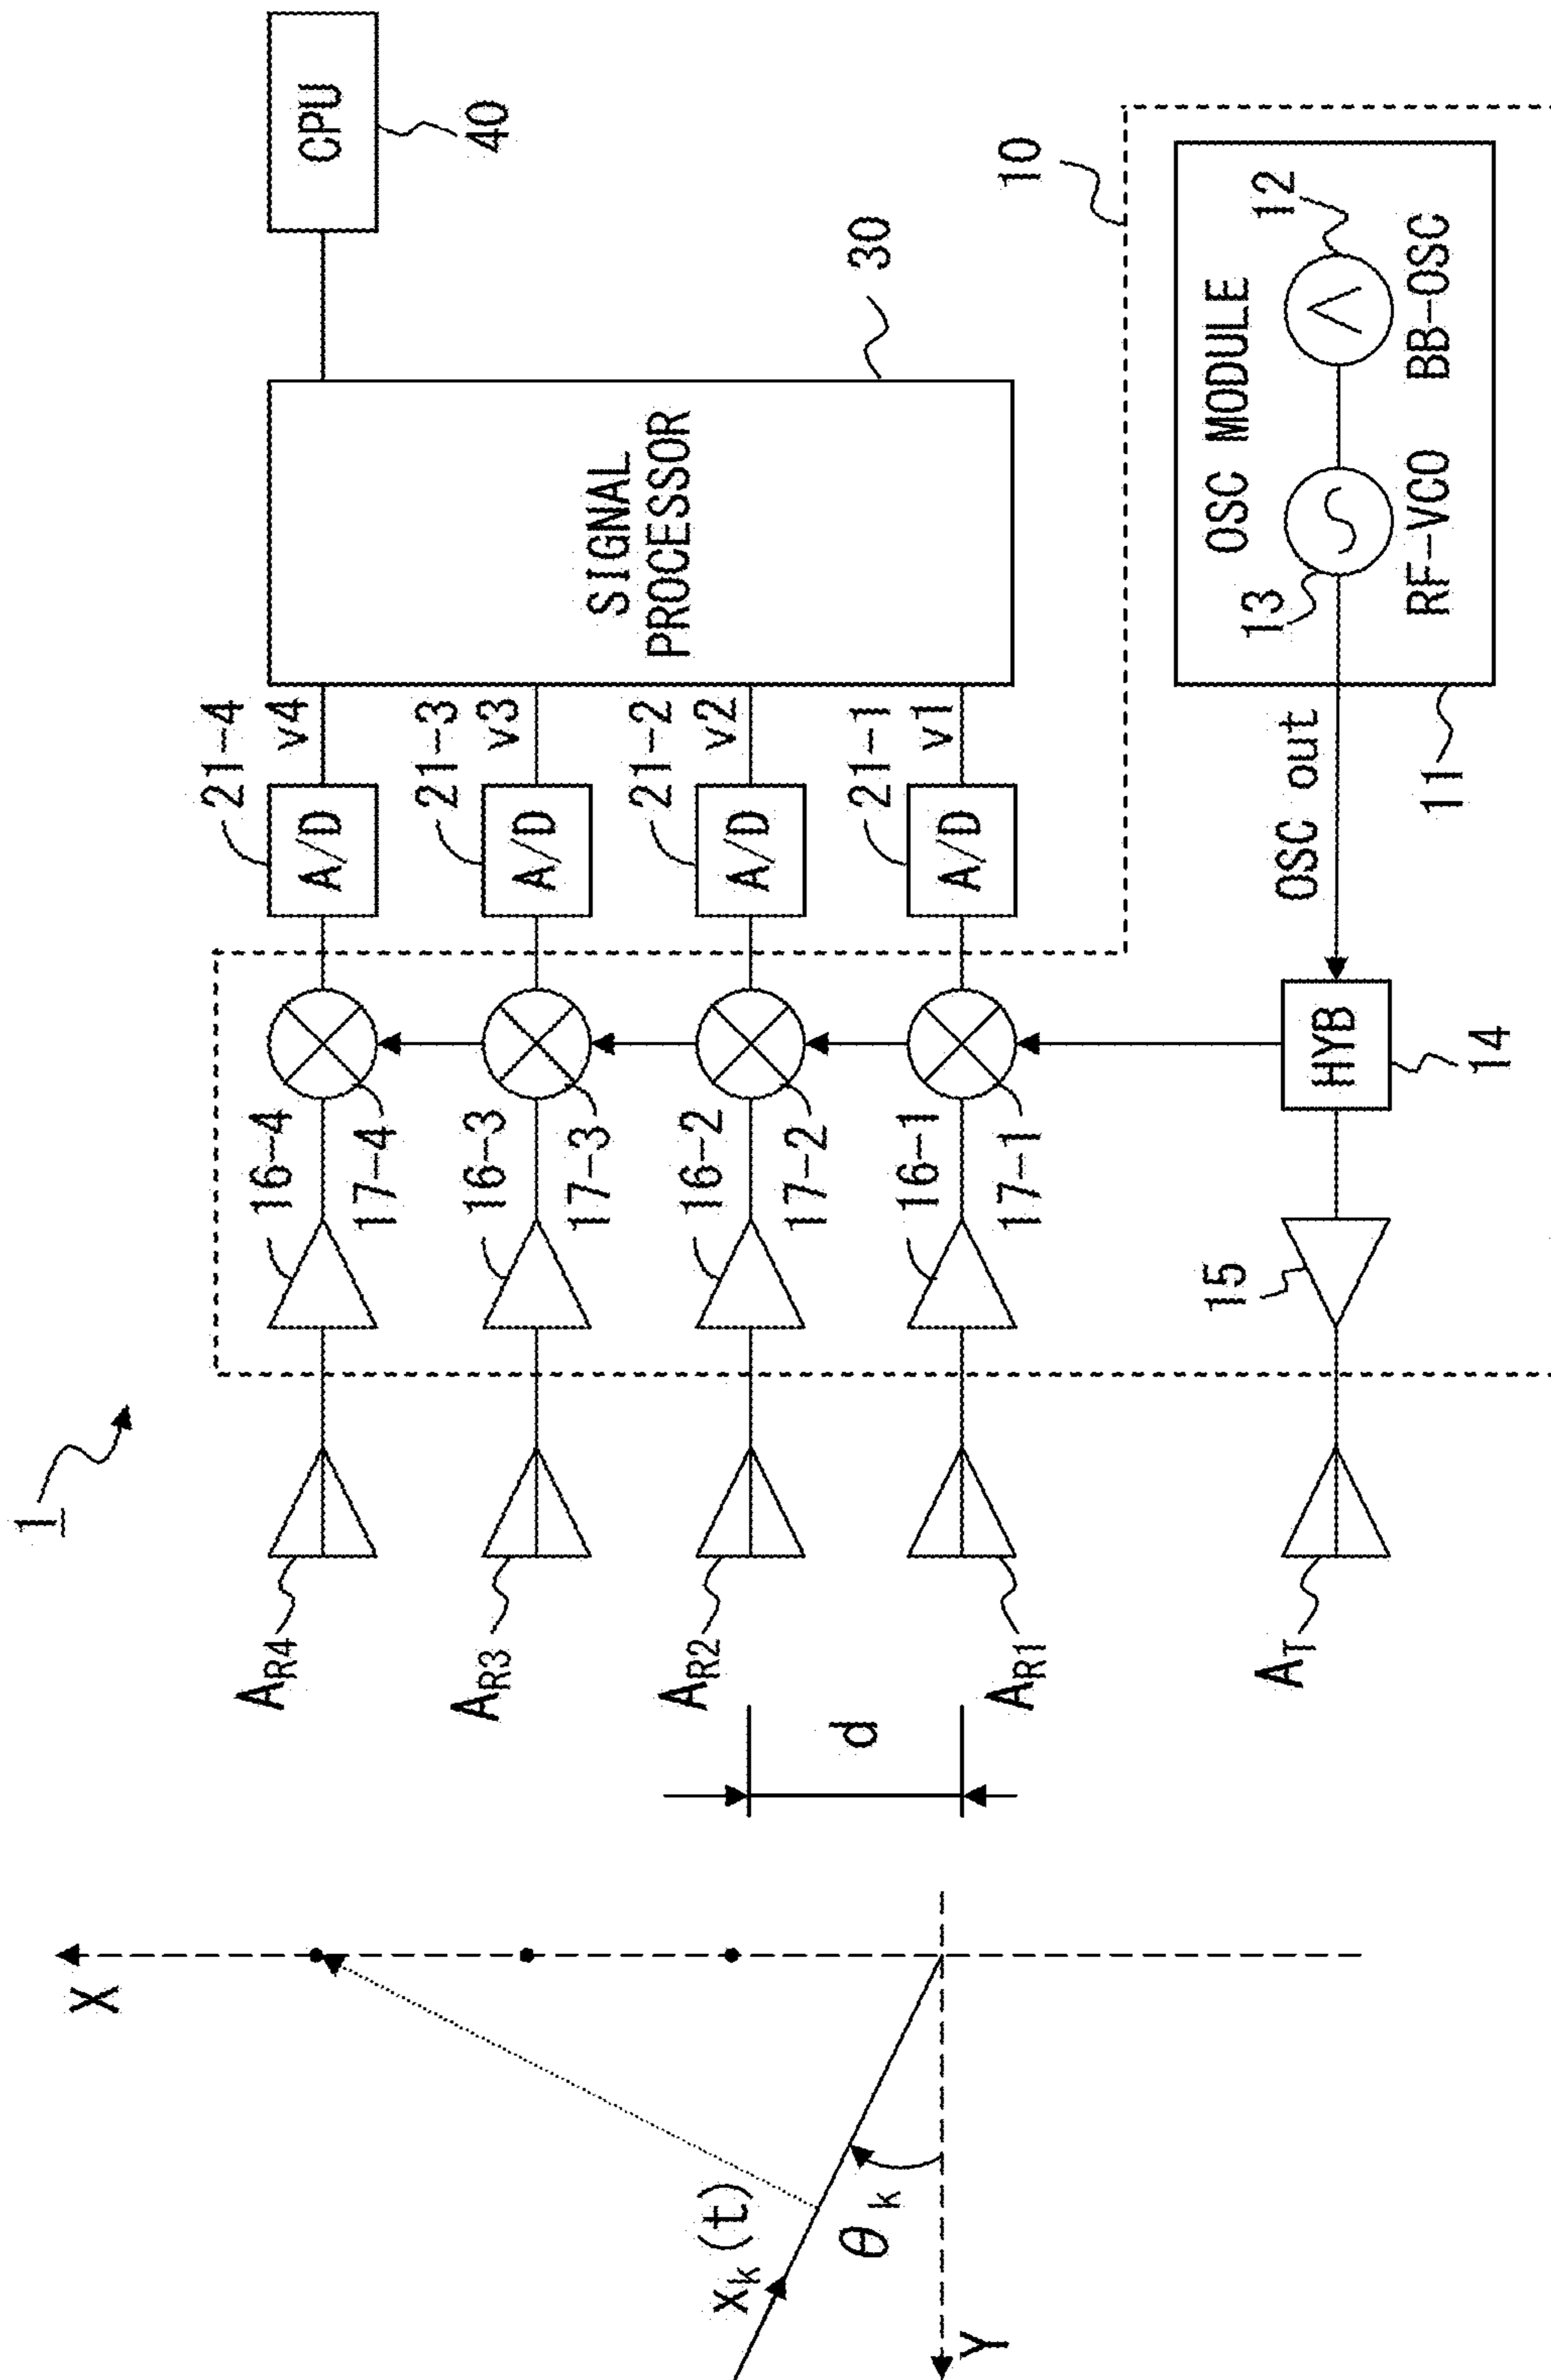 1
CPU
40
10
30
SIGNAL
PROCESSOR
21-4
v4
A/D
21-3
v3
A/D
21-2
v2
A/D
21-1
v1
A/D
16-4
17-4
16-3
17-3
16-2
17-2
16-1
17-1
OSC MODULE
12
13
RF-VCO
BB-OSC
11
OSC out
HYB
14
15
AR4
AR3
AR2
AR1
AT
d
X
xk(t)
θk
Y